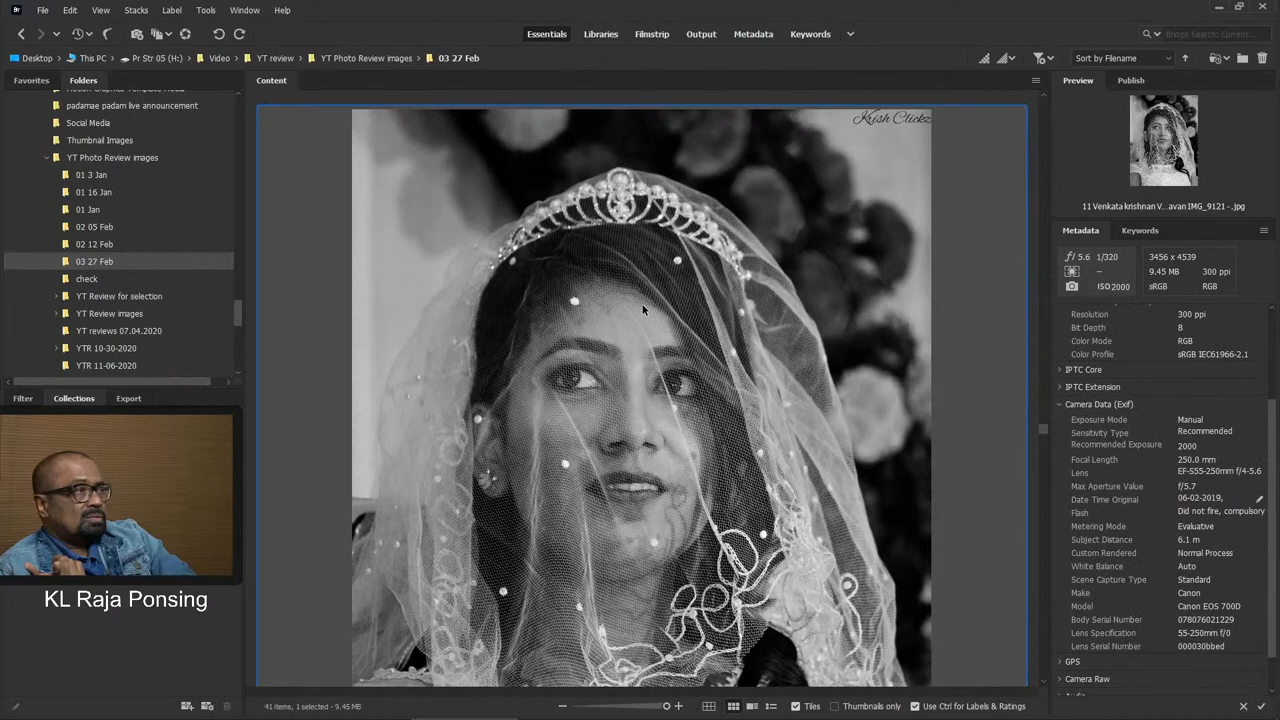 Br File Edit View Stacks Label Tools Window Help
Essentials Libraries Filmstrip Output Metadata Keywords
Desktop This PC Pr Str 05 (H:) Video YT review YT Photo Review images 03 27 Feb
Sort by Filename
Favorites Folders
Content
Preview Publish
padamae padam live announcement
Social Media
Thumbnail Images
YT Photo Review images
01 3 Jan
01 16 Jan
01 Jan
02 05 Feb
02 12 Feb
03 27 Feb
check
YT Review for selection
YT Review images
YT reviews 07.04.2020
YTR 10-30-2020
YTR 11-06-2020
Filter Collections Export
KL Raja Ponsing
Krish Clickz
41 items, 1 selected - 9.45 MB
Tiles Thumbnails only Use Ctrl for Labels & Ratings
11 Venkata krishnan V...avan IMG_9121 -.jpg
Metadata Keywords
f/ 5.6 1/320
-- 
ISO2000
3456 x 4539
9.45 MB 300 ppi
sRGB RGB
Resolution 300 ppi
Bit Depth 8
Color Mode RGB
Color Profile sRGB IEC61966-2.1
IPTC Core
IPTC Extension
Camera Data (Exif)
Exposure Mode Manual
Sensitivity Type Recommended
Recommended Exposure 2000
Focal Length 250.0 mm
Lens EF-S55-250mm f/4-5.6
Max Aperture Value f/5.7
Date Time Original 06-02-2019,
Flash Did not fire, compulsory
Metering Mode Evaluative
Subject Distance 6.1 m
Custom Rendered Normal Process
White Balance Auto
Scene Capture Type Standard
Make Canon
Model Canon EOS 700D
Body Serial Number 078076021229
Lens Specification 55-250mm f/0
Lens Serial Number 000030bbed
GPS
Camera Raw